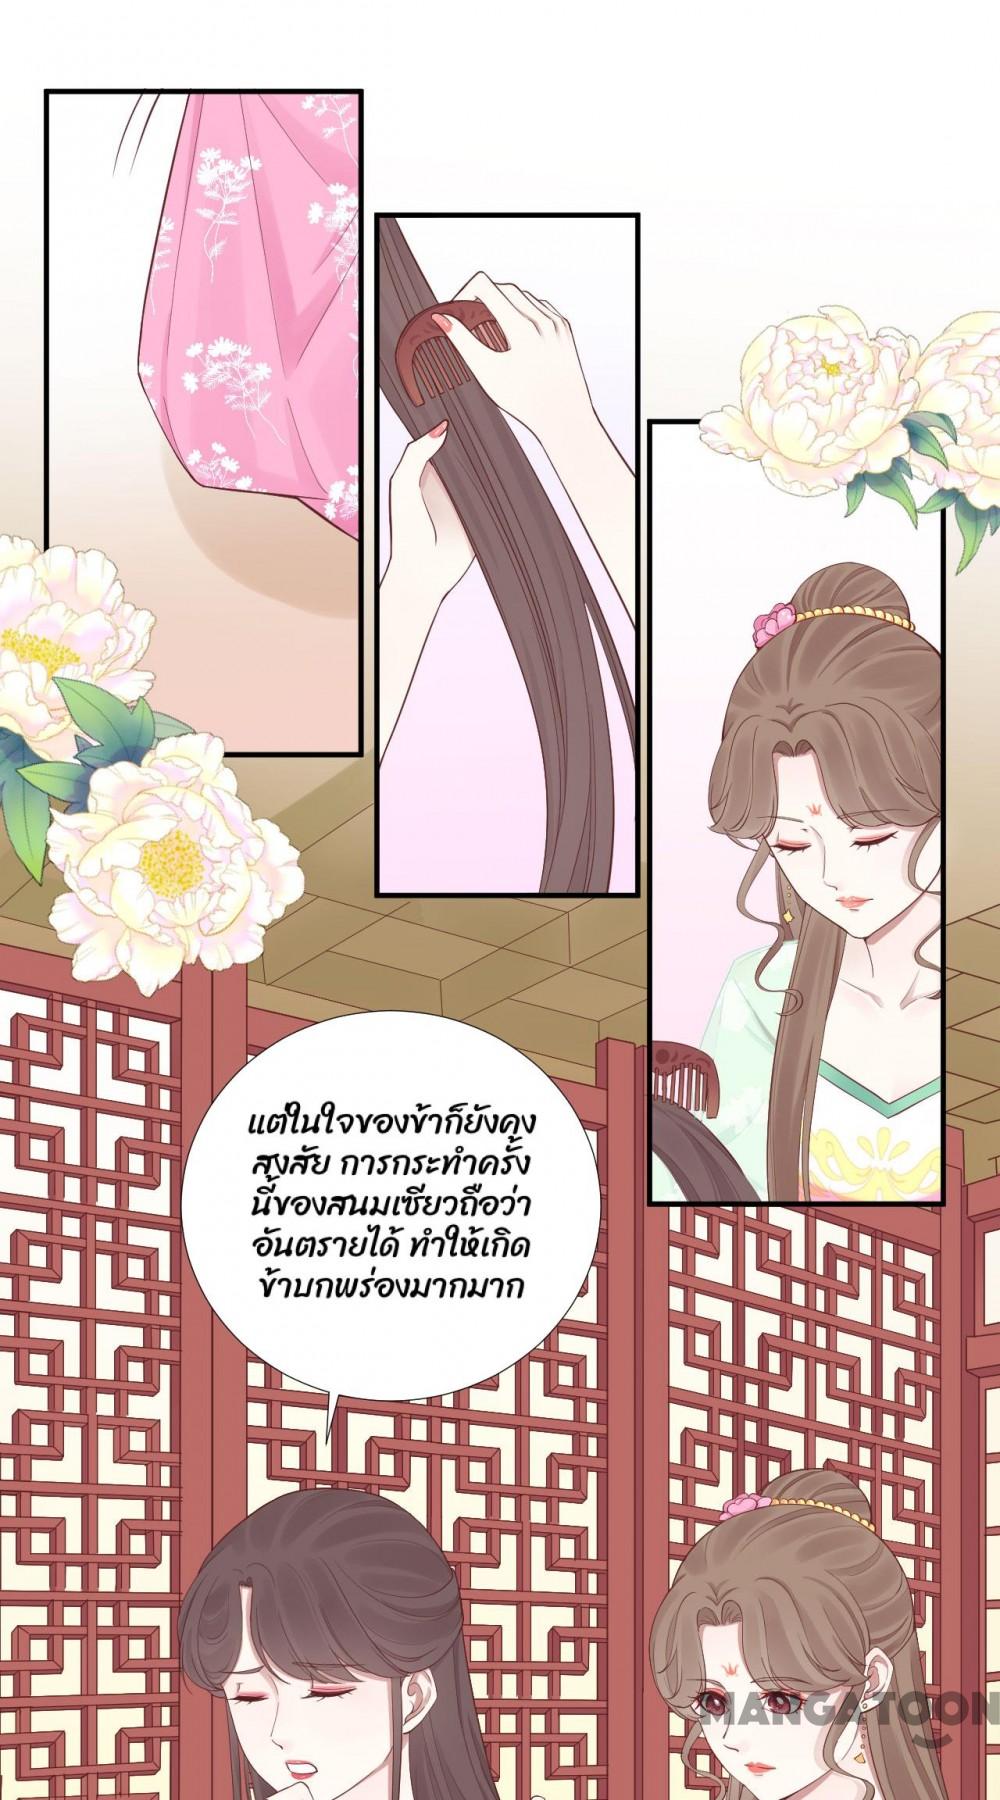 แต่ในใจของข้าก็ยังคง
สงสัย การกระทำครั้ง
นี้ของสนมเซียวถือว่า
อันตรายได้ ทำให้เกิด
ข้าบกพร่องมากมาก
MANGATOON